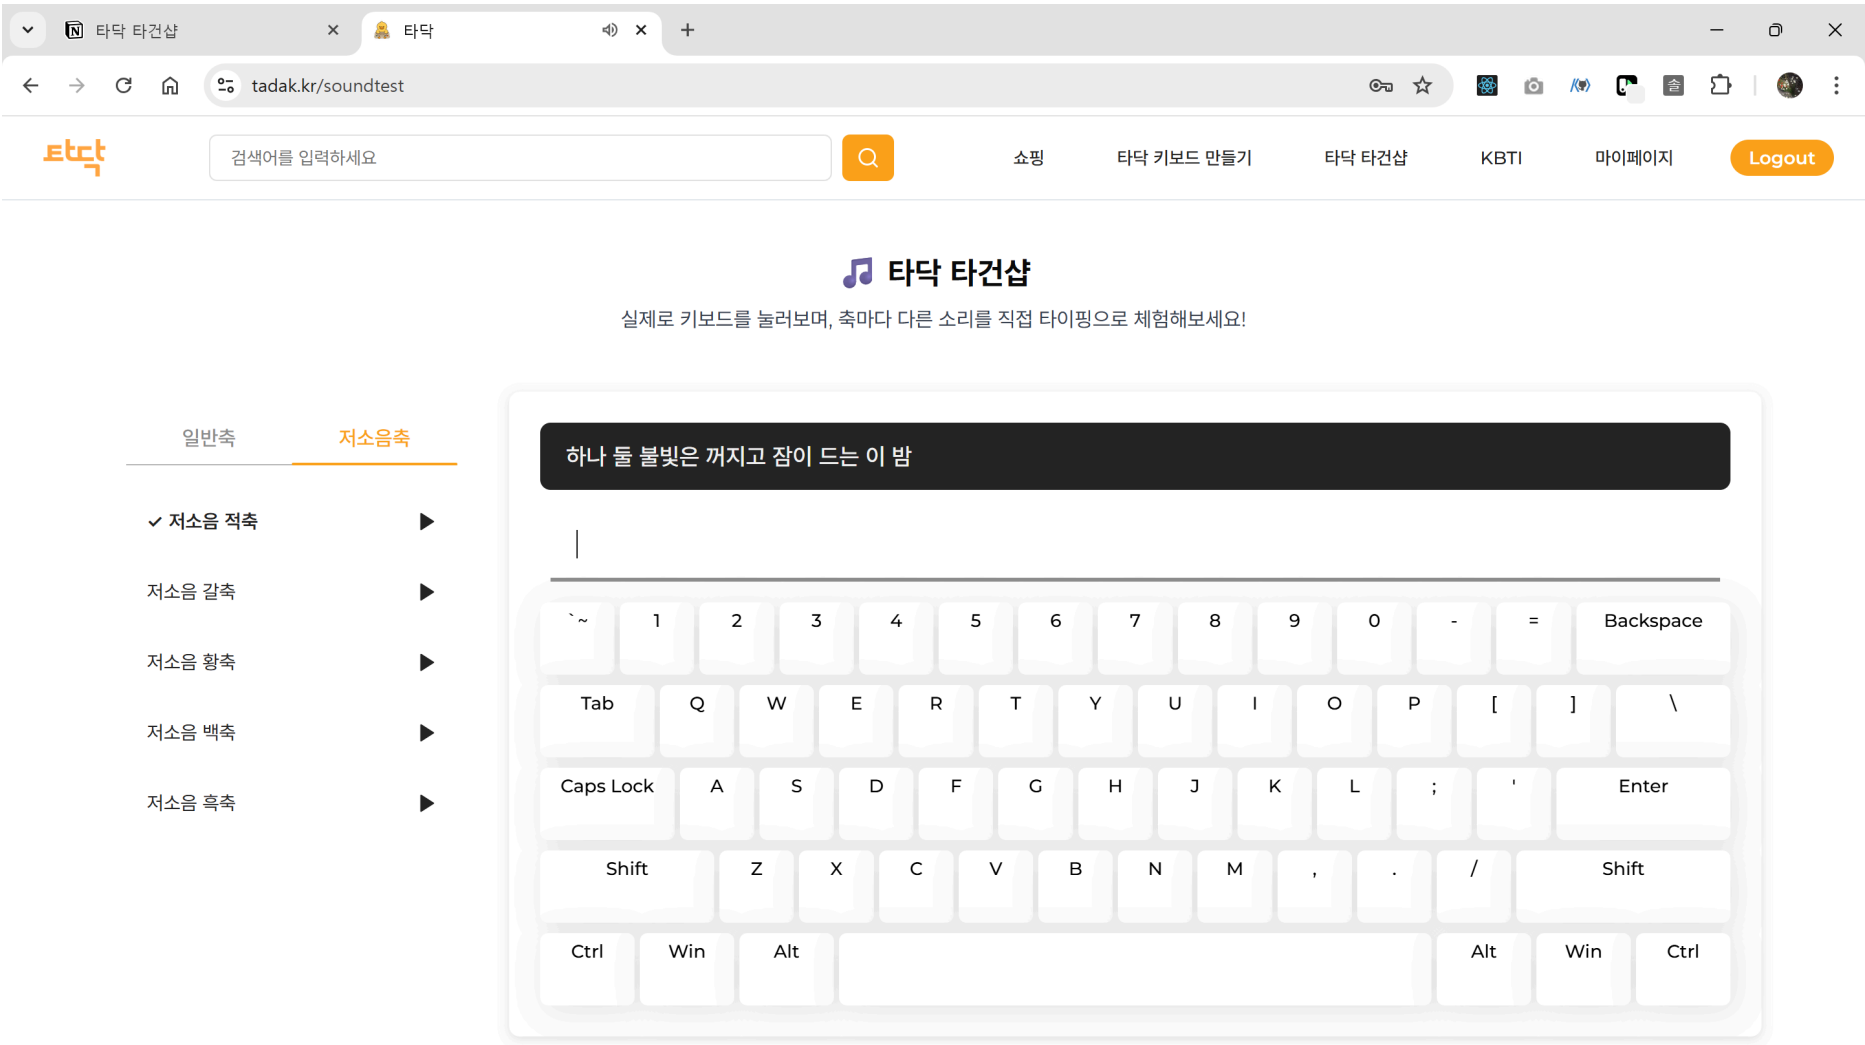 타닥 타건샵
타닥
tadak.kr/soundtest
솔
타닥
검색어를 입력하세요
쇼핑
타닥 키보드 만들기
타닥 타건샵
KBTI
마이페이지
Logout
타닥 타건샵
실제로 키보드를 눌러보며, 축마다 다른 소리를 직접 타이핑으로 체험해보세요!
일반축
저소음축
저소음 적축
저소음 갈축
저소음 황축
저소음 백축
저소음 흑축
하나 둘 불빛은 꺼지고 잠이 드는 이 밤
`~ 1 2 3 4 5 6 7 8 9 0 - = Backspace
Tab Q W E R T Y U I O P [ ] \
Caps Lock A S D F G H J K L ; ' Enter
Shift Z X C V B N M , . / Shift
Ctrl Win Alt Alt Win Ctrl